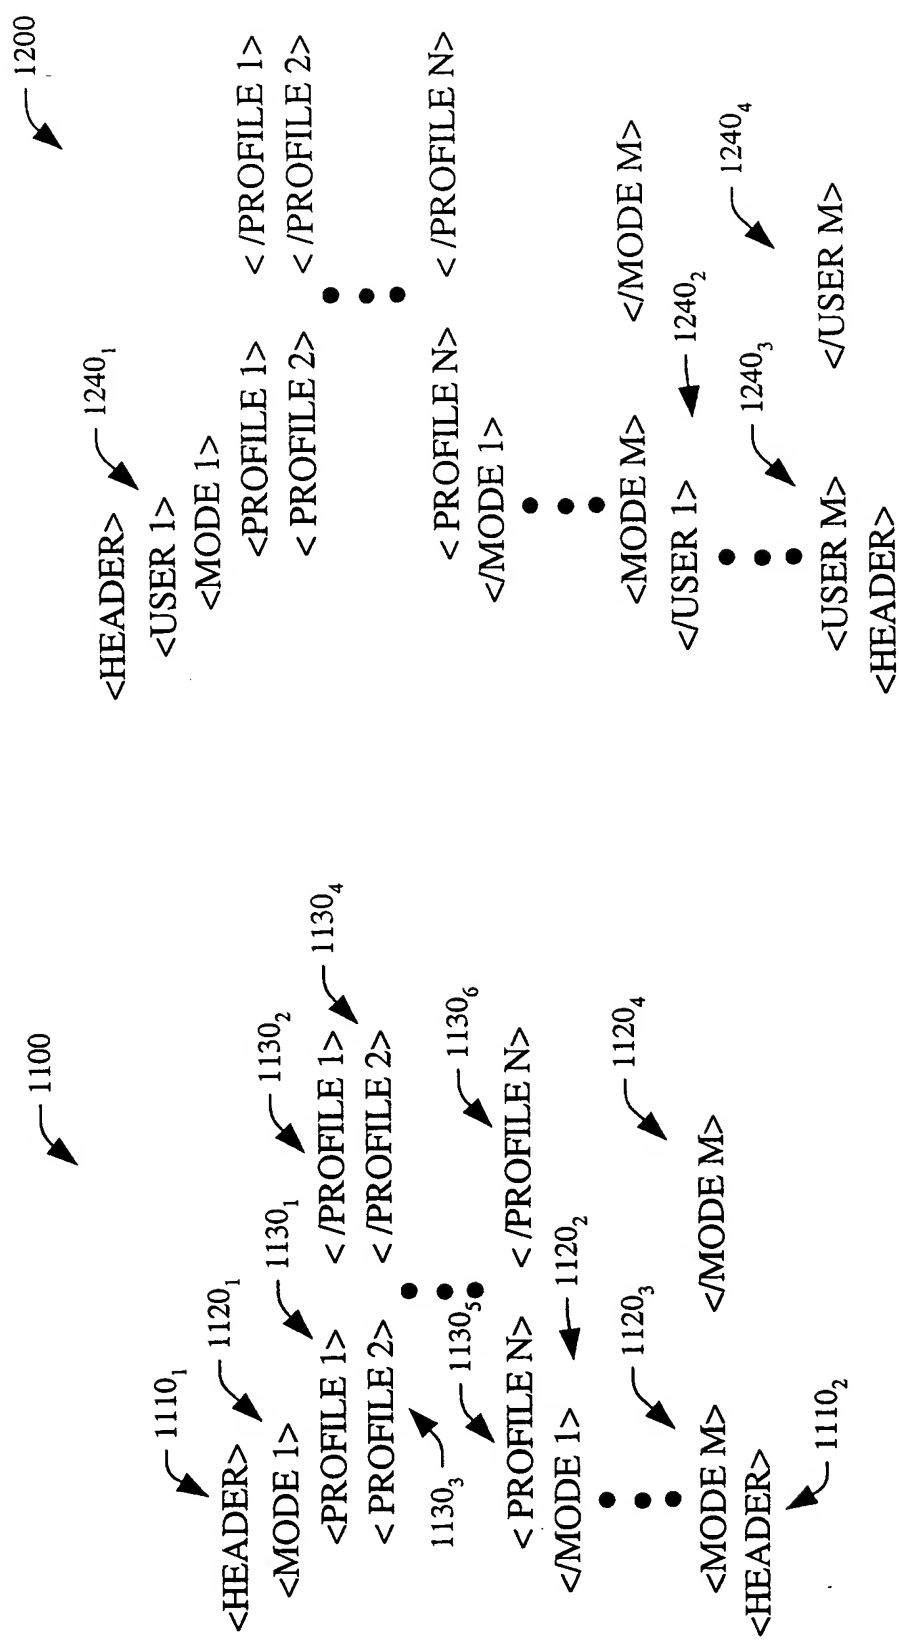 1100
1110₁
<HEADER>
1120₁
<MODE 1>
1130₁
1130₂
<PROFILE 1> < /PROFILE 1>
1130₄
< PROFILE 2> < /PROFILE 2>
1130₃
1130₅
1130₆
< PROFILE N> < /PROFILE N>
</MODE 1>
1120₂
1120₃
1120₄
<MODE M> </MODE M>
<HEADER>
1110₂
1200
<HEADER>
1240₁
<USER 1>
<MODE 1>
<PROFILE 1> < /PROFILE 1>
< PROFILE 2> < /PROFILE 2>
< PROFILE N> < /PROFILE N>
</MODE 1>
<MODE M> </MODE M>
</USER 1>
1240₂
1240₃
1240₄
<USER M> </USER M>
<HEADER>